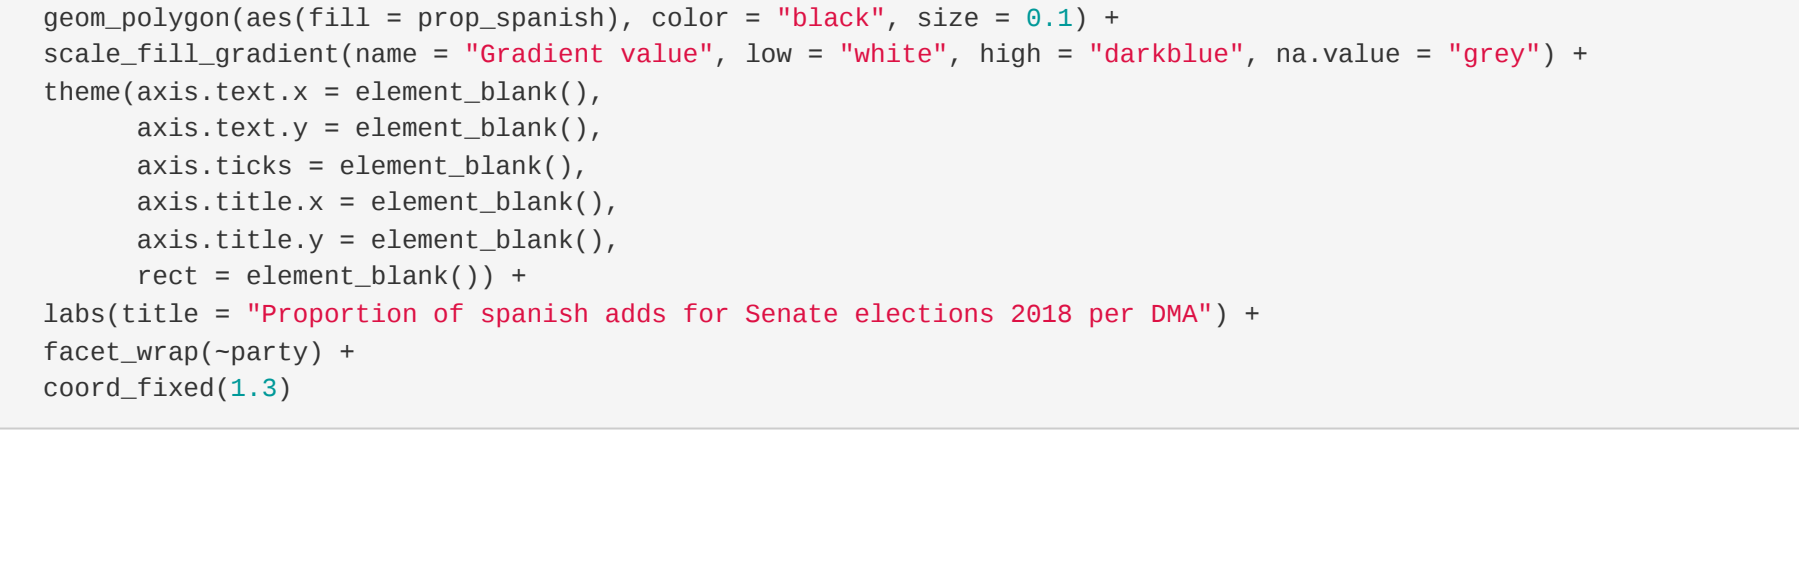 geom_polygon(aes(fill = prop_spanish), color = "black", size = 0.1) +
scale_fill_gradient(name = "Gradient value", low = "white", high = "darkblue", na.value = "grey") +
theme(axis.text.x = element_blank(),
      axis.text.y = element_blank(),
      axis.ticks = element_blank(),
      axis.title.x = element_blank(),
      axis.title.y = element_blank(),
      rect = element_blank()) +
labs(title = "Proportion of spanish adds for Senate elections 2018 per DMA") +
facet_wrap(~party) +
coord_fixed(1.3)